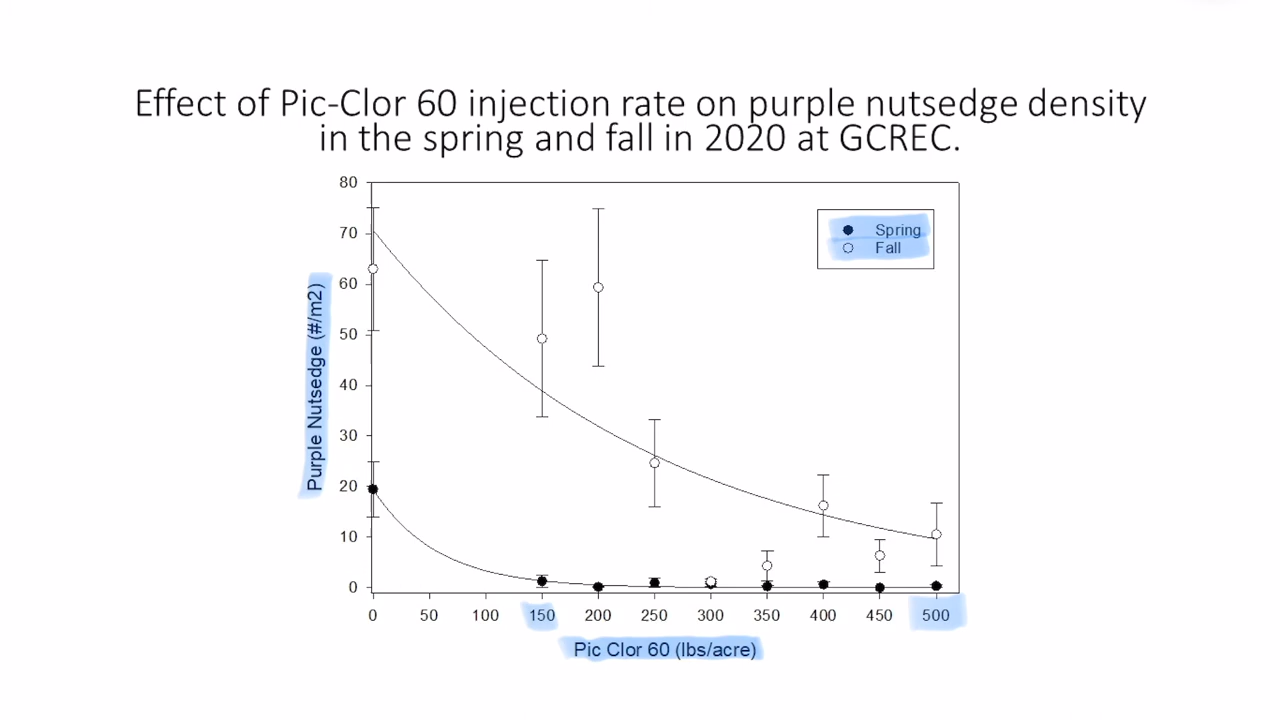 Effect of Pic-Clor 60 injection rate on purple nutsedge density
in the spring and fall in 2020 at GCREC.
80
70
60
50
40
30
20
10
0
Purple Nutsedge (#/m2)
Spring
Fall
0 50 100 150 200 250 300 350 400 450 500
Pic Clor 60 (lbs/acre)